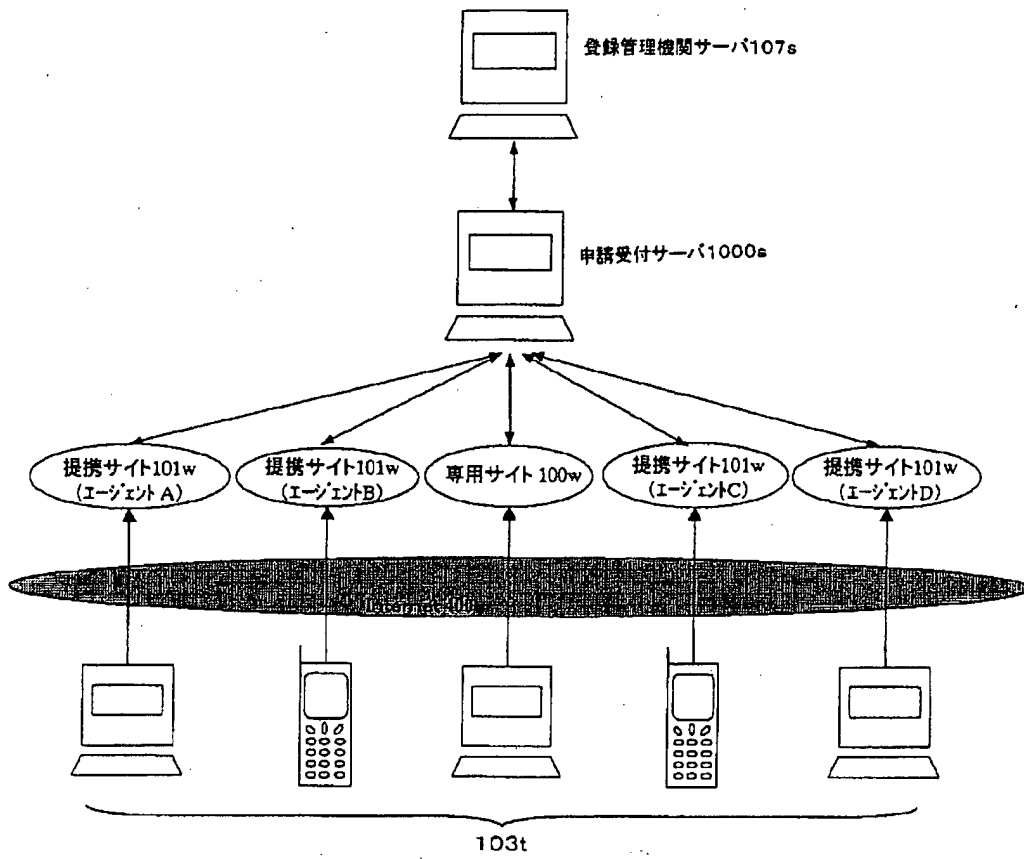 登録管理機関サーバ107s
申請受付サーバ1000s
提携サイト101w
(エージェントA)
提携サイト101w
(エージェントB)
専用サイト100w
提携サイト101w
(エージェントC)
提携サイト101w
(エージェントD)
103t